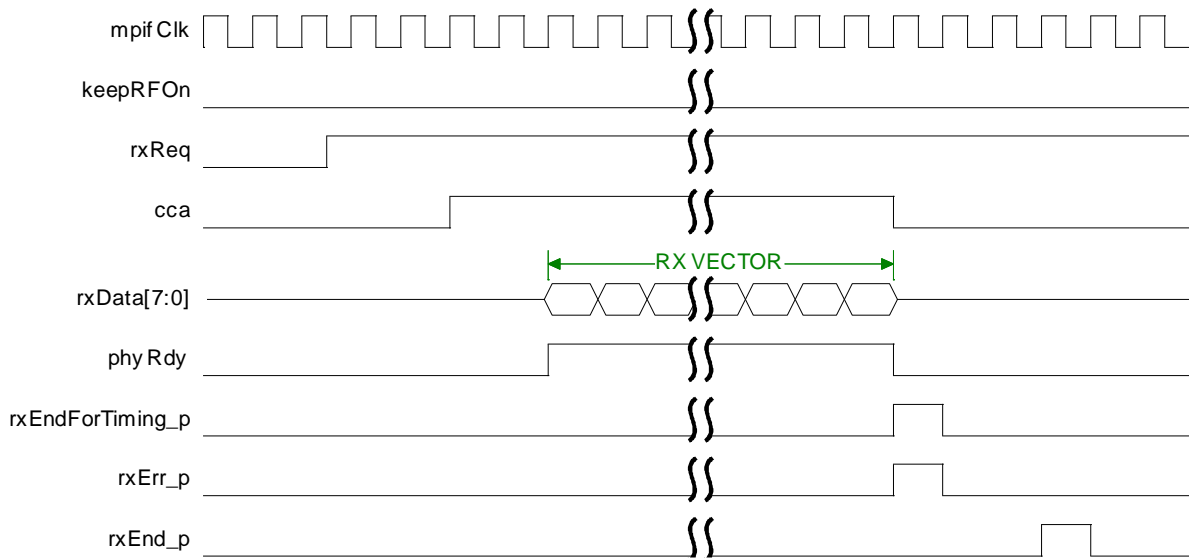 mpif Clk
keepRFOn
rxReq
cca
RX VECTOR
rxData[7:0]
phy Rdy
rxEndForTiming_p
rxErr_p
rxEnd_p